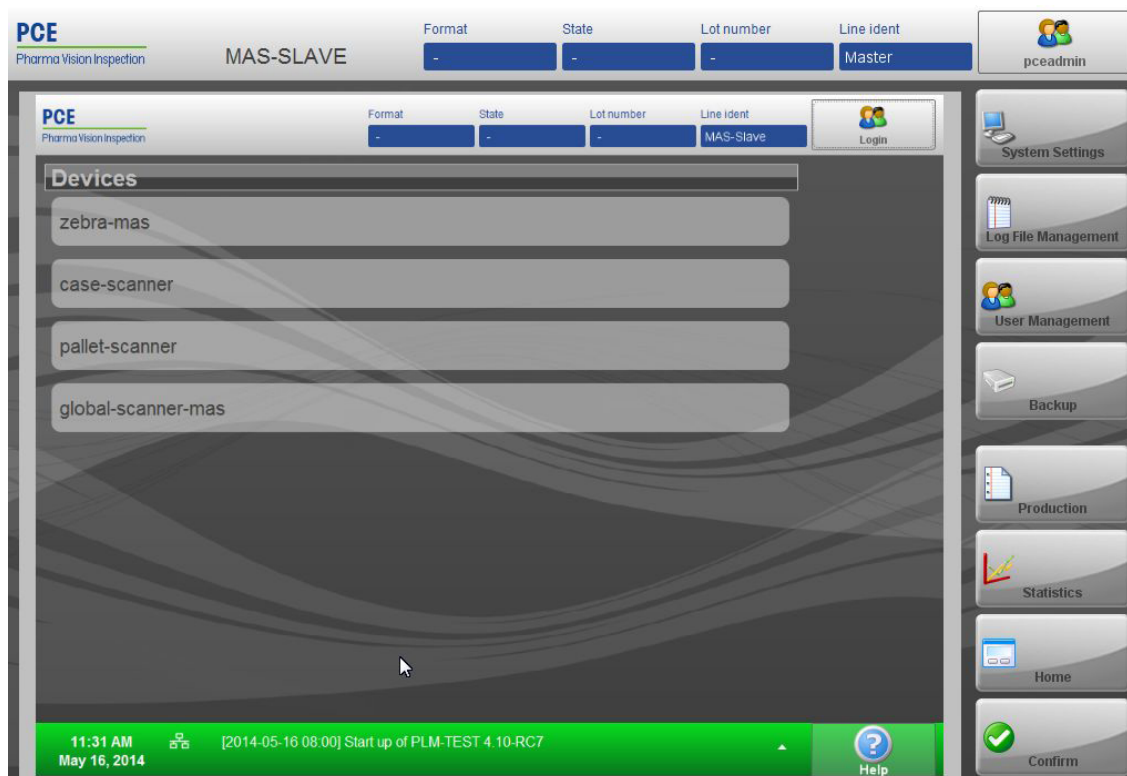 PCE
Pharma Vision Inspection
MAS-SLAVE
Format
-
State
-
Lot number
-
Line ident
Master
pceadmin
PCE
Pharma Vision Inspection
Format
-
State
-
Lot number
-
Line ident
MAS-Slave
Login
Devices
zebra-mas
case-scanner
pallet-scanner
global-scanner-mas
11:31 AM
May 16, 2014
[2014-05-16 08:00] Start up of PLM-TEST 4.10-RC7
Help
System Settings
Log File Management
User Management
Backup
Production
Statistics
Home
Confirm